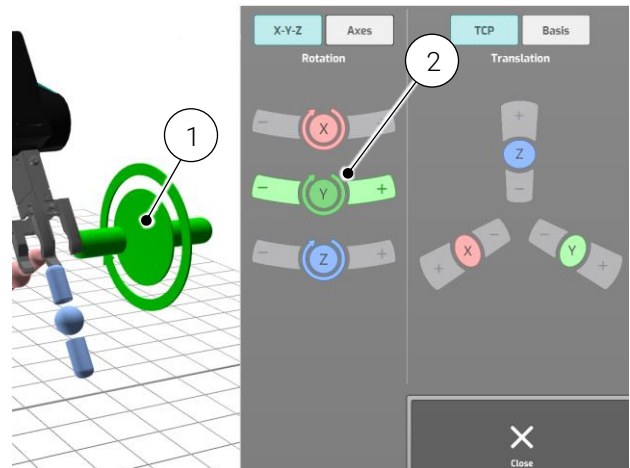 X-Y-Z Axes
TCP Basis
Rotation
Translation
1
2
− X +
− Y +
− Z +
+
Z
−
− X +
− Y +
Close